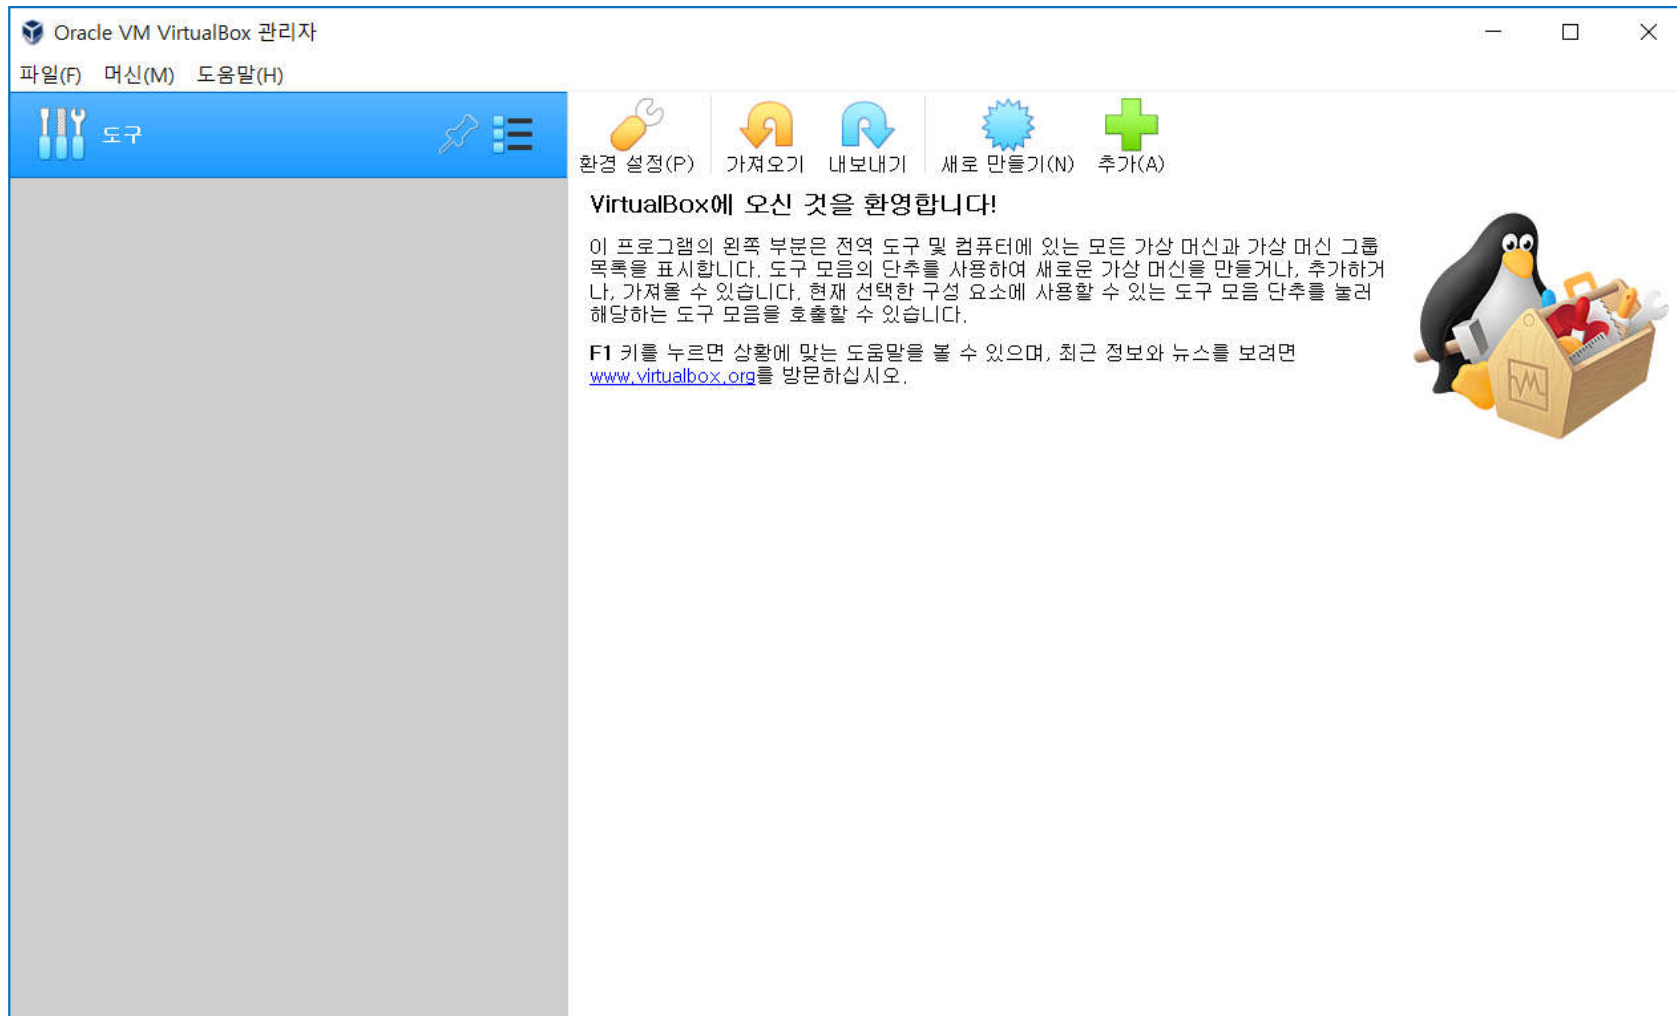 Oracle VM VirtualBox 관리자
파일(F) 머신(M) 도움말(H)
도구
환경 설정(P) 가져오기 내보내기 새로 만들기(N) 추가(A)
VirtualBox에 오신 것을 환영합니다!
이 프로그램의 왼쪽 부분은 전역 도구 및 컴퓨터에 있는 모든 가상 머신과 가상 머신 그룹
목록을 표시합니다. 도구 모음의 단추를 사용하여 새로운 가상 머신을 만들거나, 추가하거
나, 가져올 수 있습니다. 현재 선택한 구성 요소에 사용할 수 있는 도구 모음 단추를 눌러
해당하는 도구 모음을 호출할 수 있습니다.
F1 키를 누르면 상황에 맞는 도움말을 볼 수 있으며, 최근 정보와 뉴스를 보려면
www.virtualbox.org를 방문하십시오.